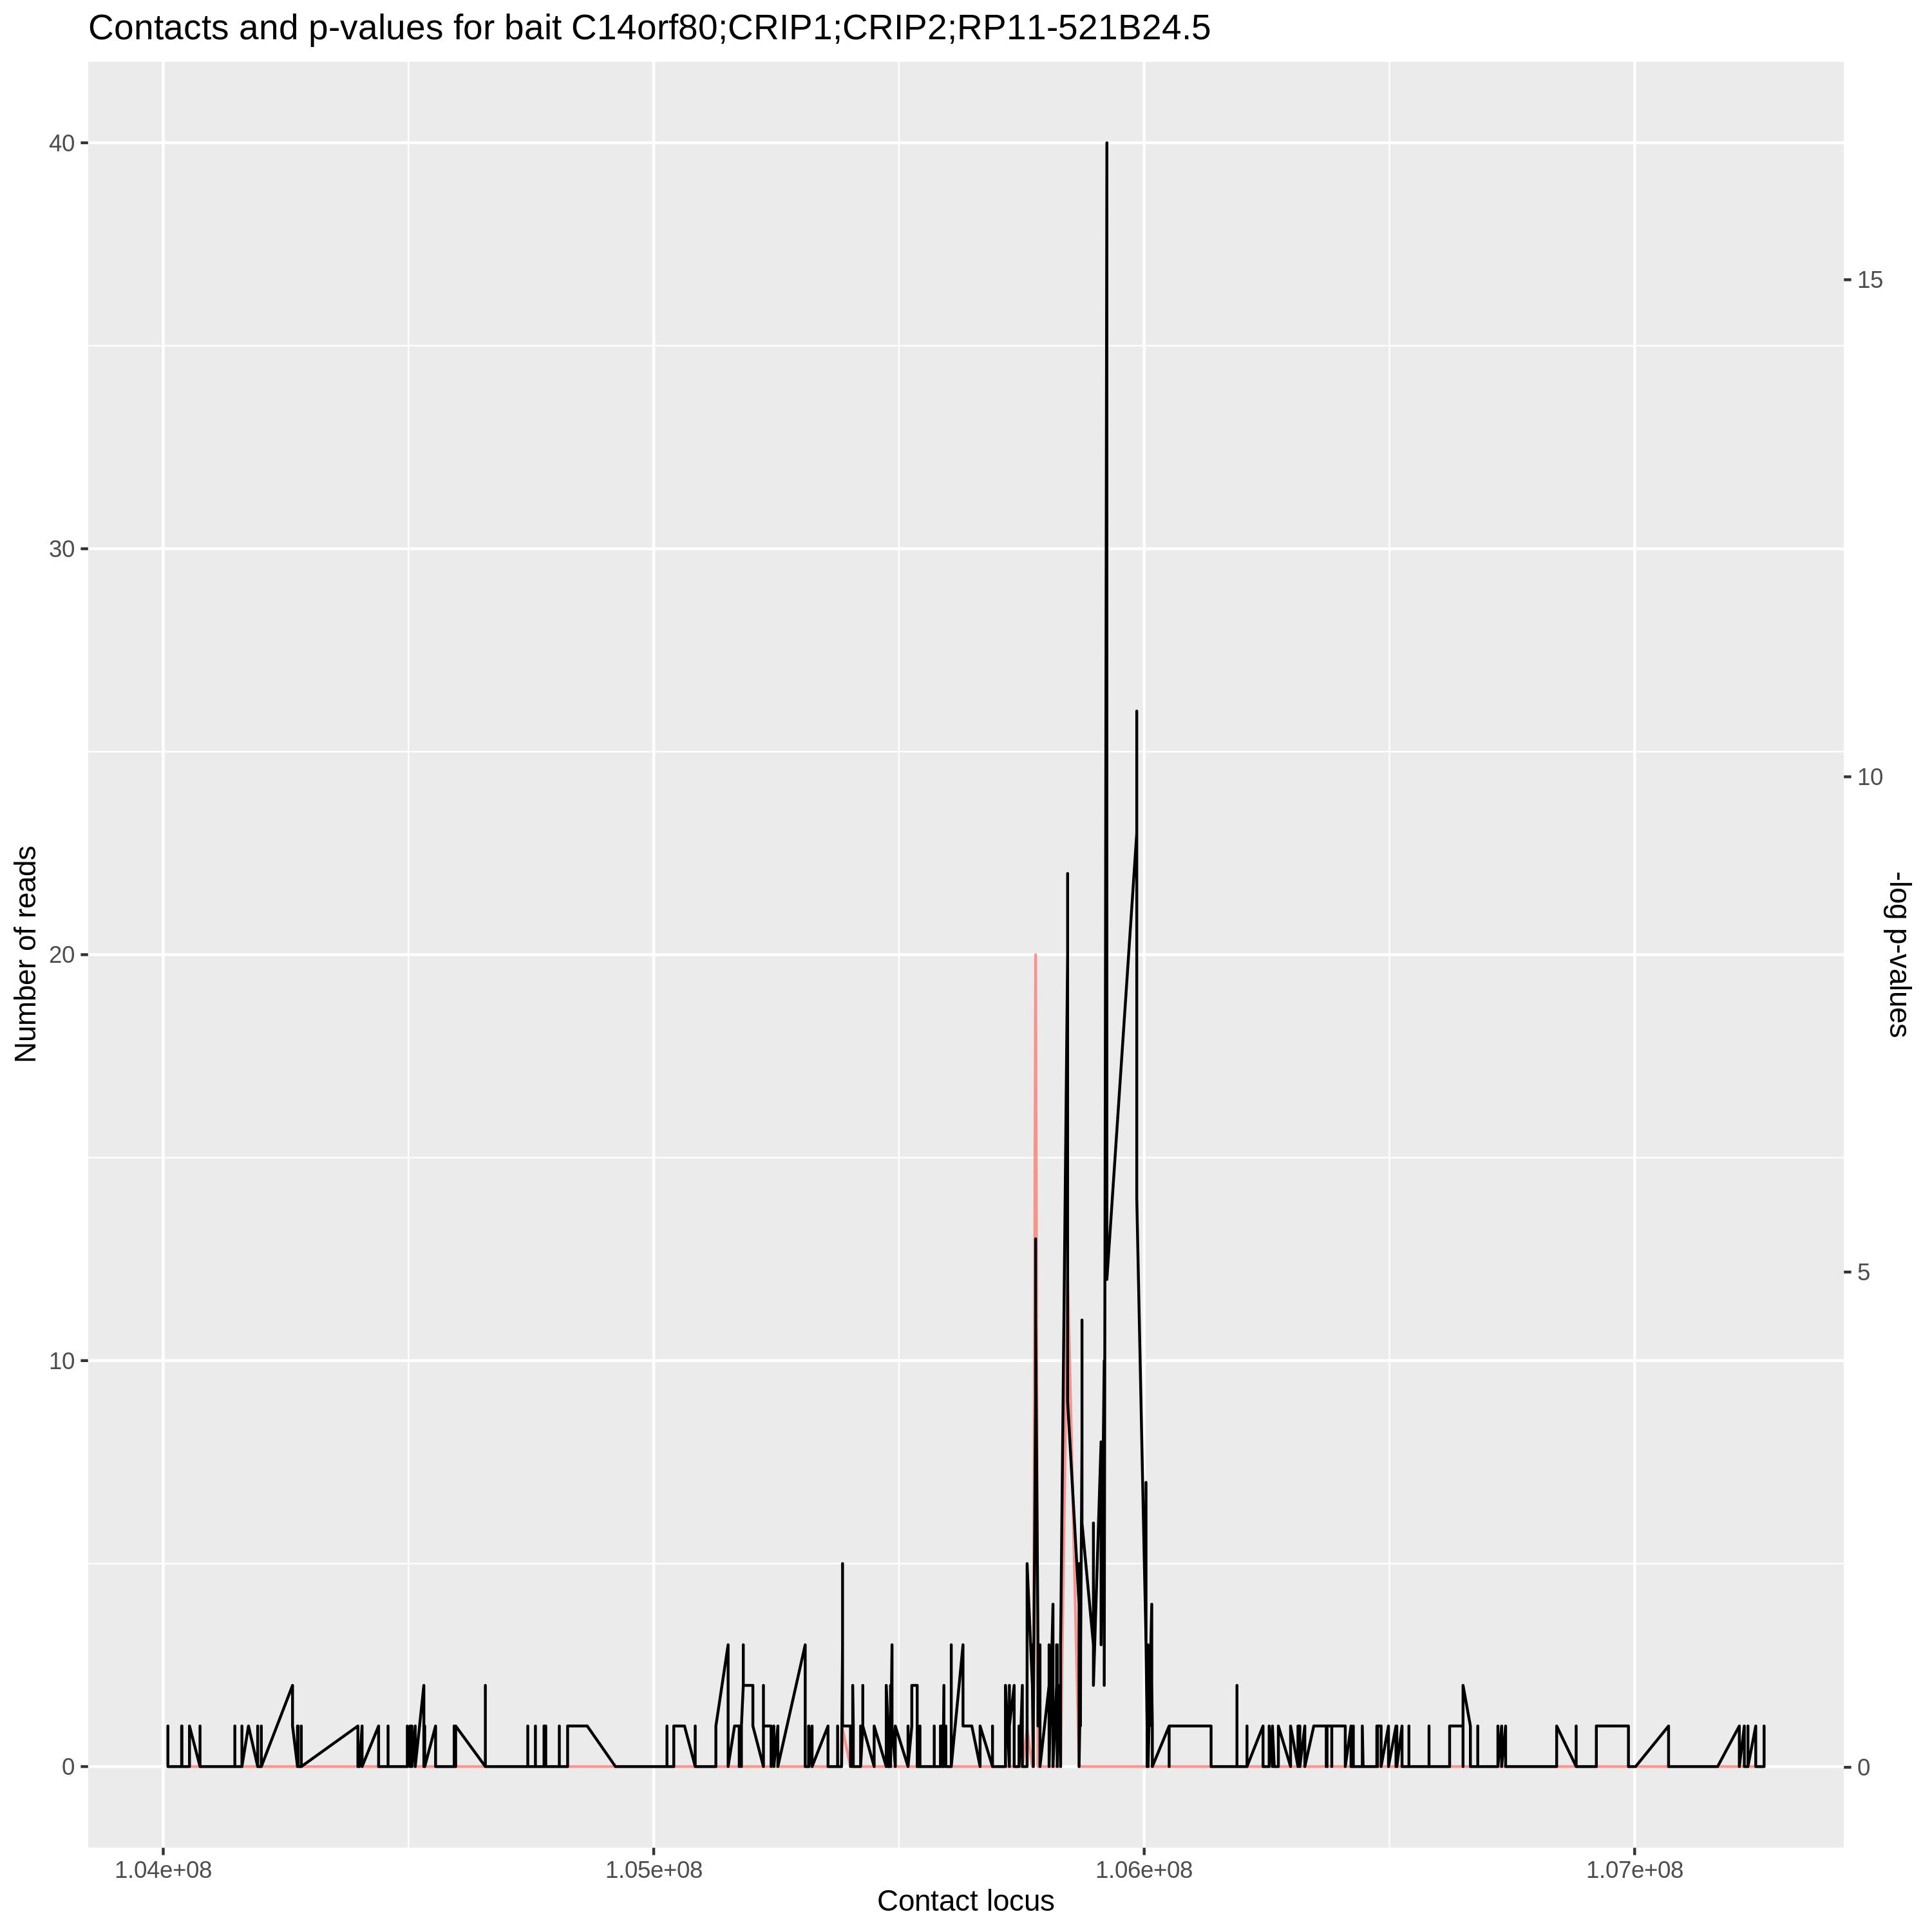 Contacts and p-values for bait C14orf80;CRIP1;CRIP2;RP11-521B24.5
40
30
20
10
0
Number of reads
15
10
5
0
-log p-values
1.04e+08
1.05e+08
1.06e+08
1.07e+08
Contact locus